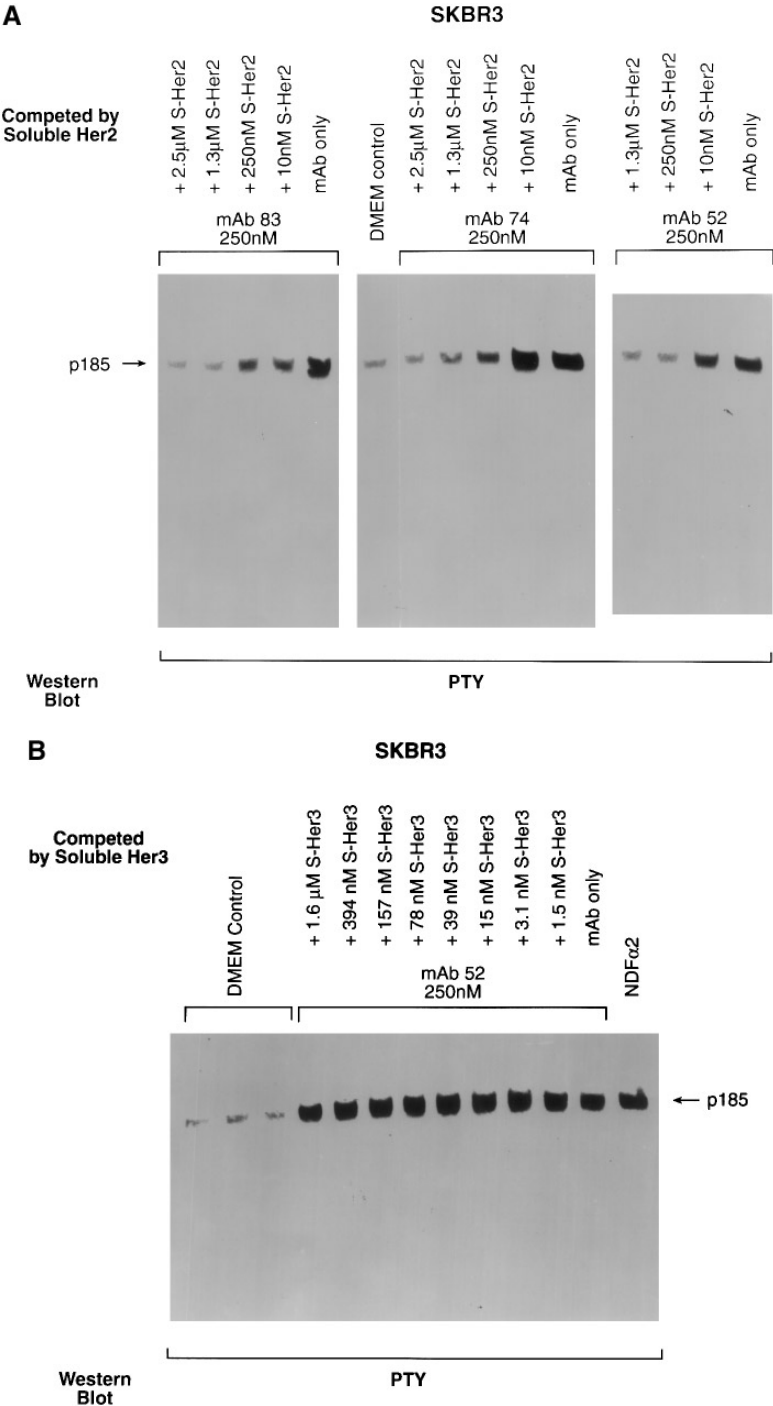 A
SKBR3
Competed by
Soluble Her2
+ 2.5µM S-Her2
+ 1.3µM S-Her2
+ 250nM S-Her2
+ 10nM S-Her2
mAb only
DMEM control
+ 2.5µM S-Her2
+ 1.3µM S-Her2
+ 250nM S-Her2
+ 10nM S-Her2
mAb only
+ 1.3µM S-Her2
+ 250nM S-Her2
+ 10nM S-Her2
mAb only
mAb 83
250nM
mAb 74
250nM
mAb 52
250nM
p185
Western
Blot
PTY
B
SKBR3
Competed
by Soluble Her3
DMEM Control
+ 1.6 µM S-Her3
+ 394 nM S-Her3
+ 157 nM S-Her3
+ 78 nM S-Her3
+ 39 nM S-Her3
+ 15 nM S-Her3
+ 3.1 nM S-Her3
+ 1.5 nM S-Her3
mAb only
NDFα2
mAb 52
250nM
p185
Western
Blot
PTY